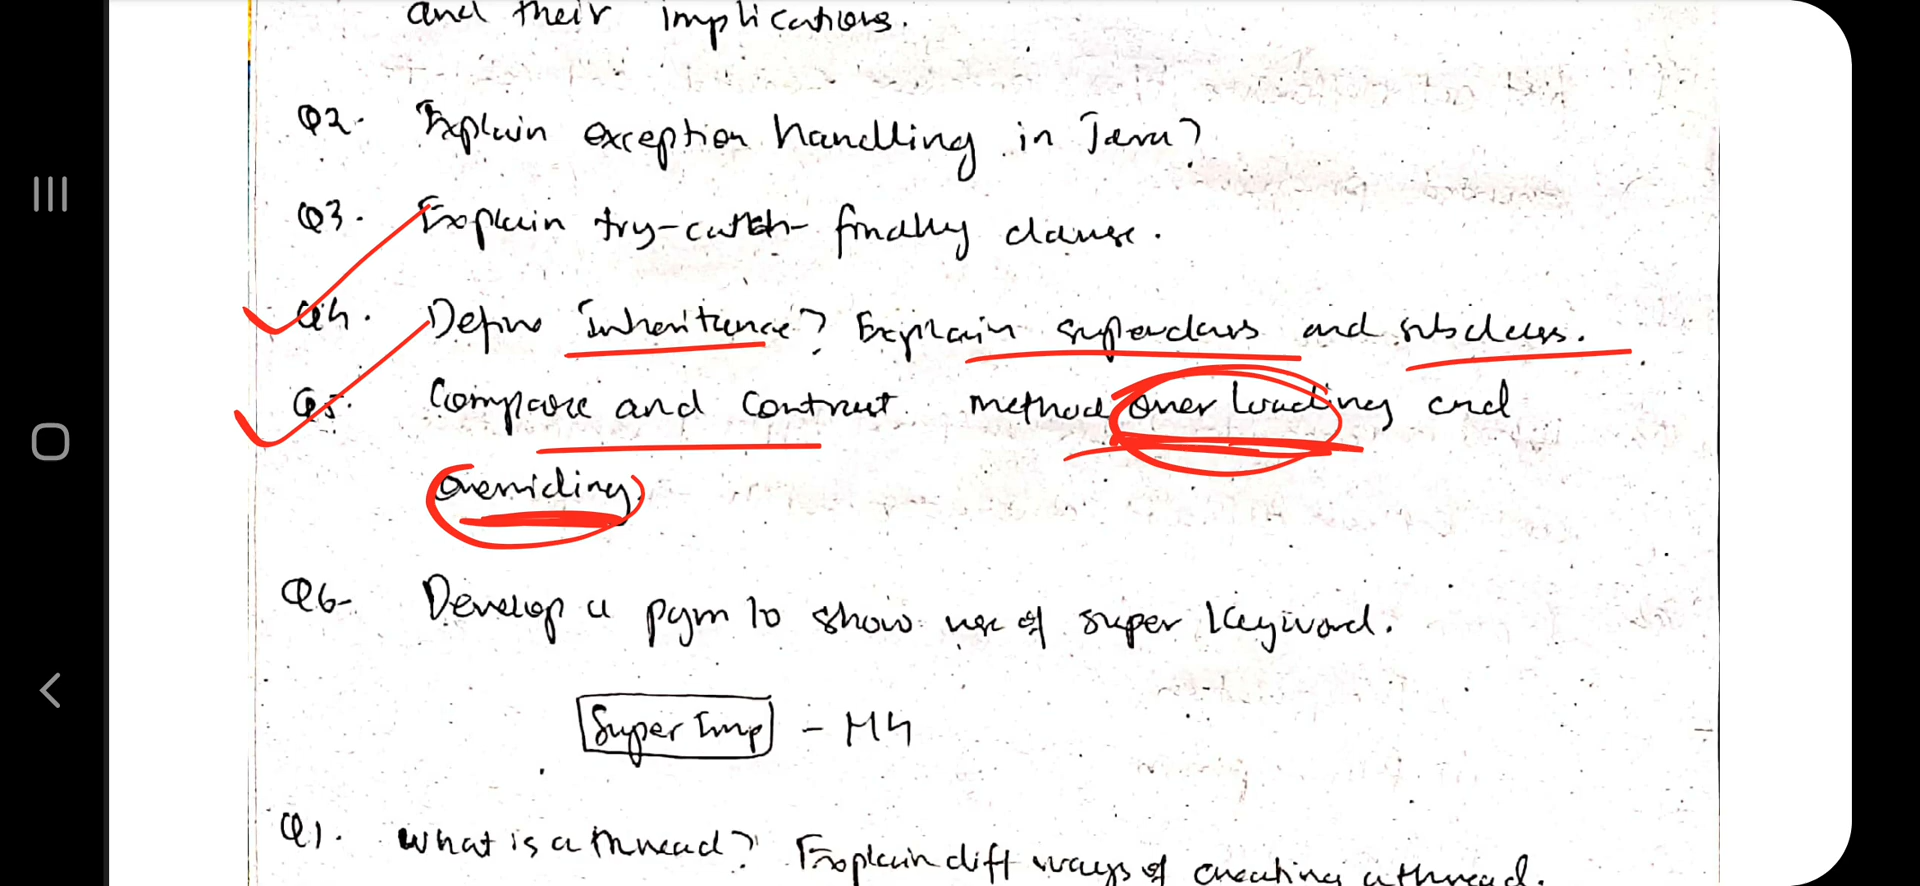 and their implications.
Q2. Explain exception handling in Java?
Q3. Explain try-catch- finally clause.
Q4. Define Inheritance? Explain superclass and subclass.
Q5. Compare and contrast method overloading and
overriding.
Q6- Develop a pgm to show use of super keyword.
Super Imp - M4
Q1. What is a thread? Explain diff ways of creating a thread.